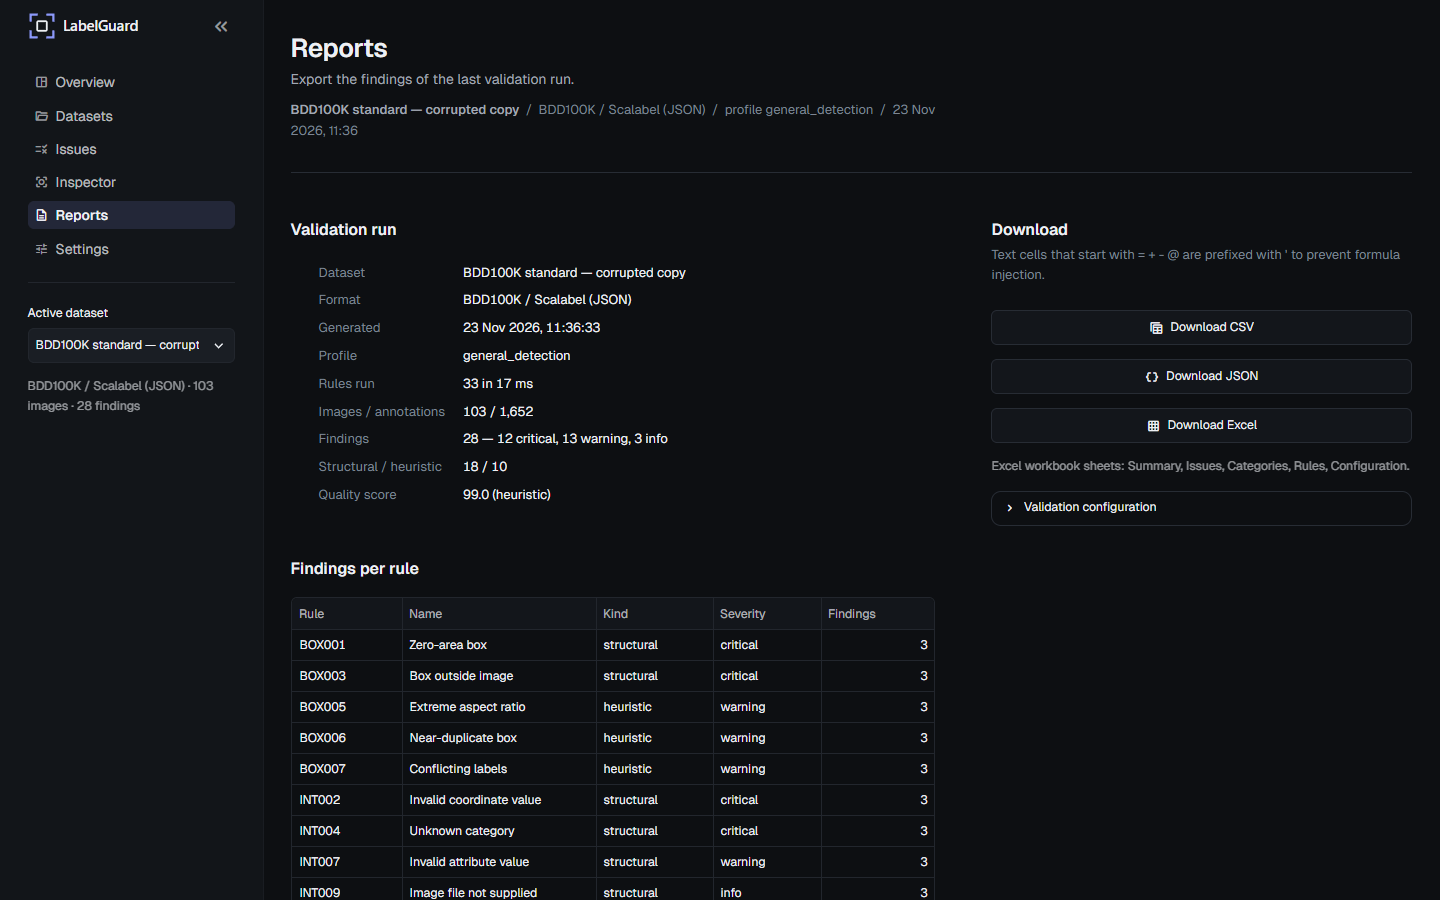 LabelGuard
Overview
Datasets
Issues
Inspector
Reports
Settings
Active dataset
BDD100K standard — corrupt
BDD100K / Scalabel (JSON) · 103
images · 28 findings
Reports
Export the findings of the last validation run.
BDD100K standard — corrupted copy / BDD100K / Scalabel (JSON) / profile general_detection / 23 Nov
2026, 11:36
Validation run
Dataset BDD100K standard — corrupted copy
Format BDD100K / Scalabel (JSON)
Generated 23 Nov 2026, 11:36:33
Profile general_detection
Rules run 33 in 17 ms
Images / annotations 103 / 1,652
Findings 28 — 12 critical, 13 warning, 3 info
Structural / heuristic 18 / 10
Quality score 99.0 (heuristic)
Download
Text cells that start with = + - @ are prefixed with ' to prevent formula
injection.
Download CSV
Download JSON
Download Excel
Excel workbook sheets: Summary, Issues, Categories, Rules, Configuration.
Validation configuration
Findings per rule
Rule Name Kind Severity Findings
BOX001 Zero-area box structural critical 3
BOX003 Box outside image structural critical 3
BOX005 Extreme aspect ratio heuristic warning 3
BOX006 Near-duplicate box heuristic warning 3
BOX007 Conflicting labels heuristic warning 3
INT002 Invalid coordinate value structural critical 3
INT004 Unknown category structural critical 3
INT007 Invalid attribute value structural warning 3
INT009 Image file not supplied structural info 3